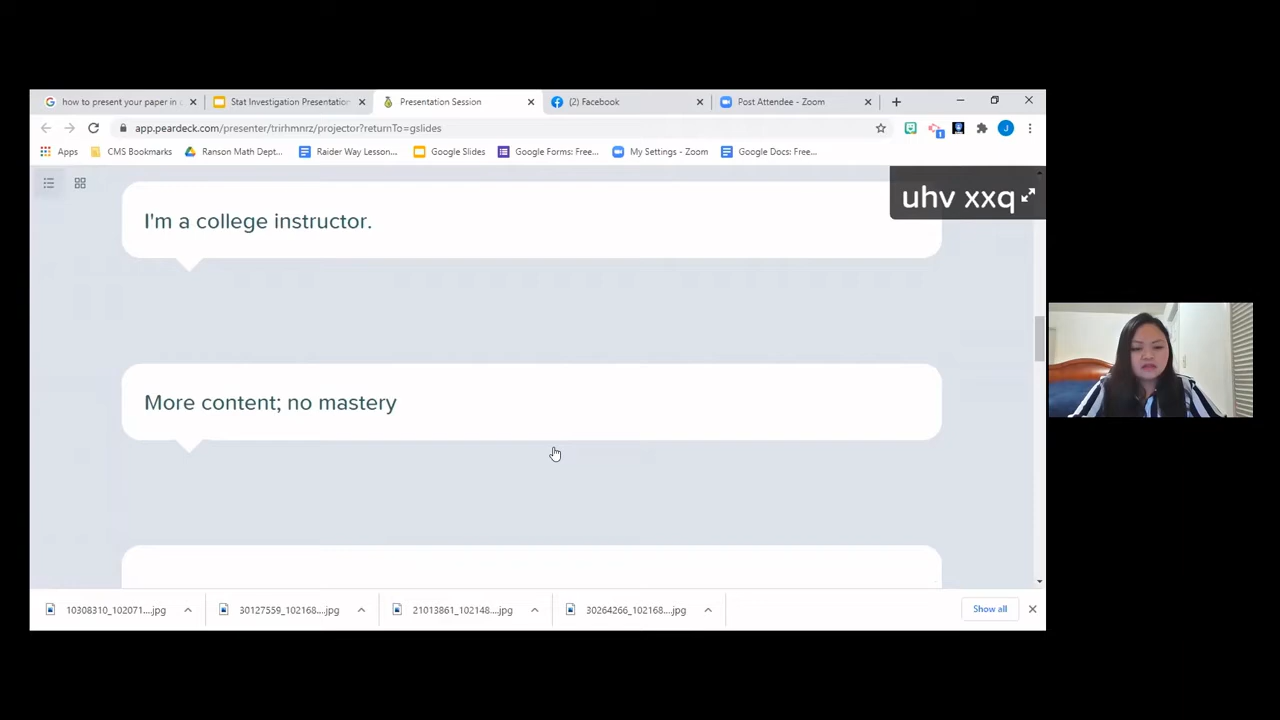 how to present your paper in c
Stat Investigation Presentation
Presentation Session
(2) Facebook
Post Attendee - Zoom
app.peardeck.com/presenter/trirhmnrz/projector?returnTo=gslides
Apps
CMS Bookmarks
Ranson Math Dept...
Raider Way Lesson...
Google Slides
Google Forms: Free...
My Settings - Zoom
Google Docs: Free...
uhv xxq
I'm a college instructor.
More content; no mastery
10308310_102071....jpg
30127559_102168....jpg
21013861_102148....jpg
30264266_102168....jpg
Show all